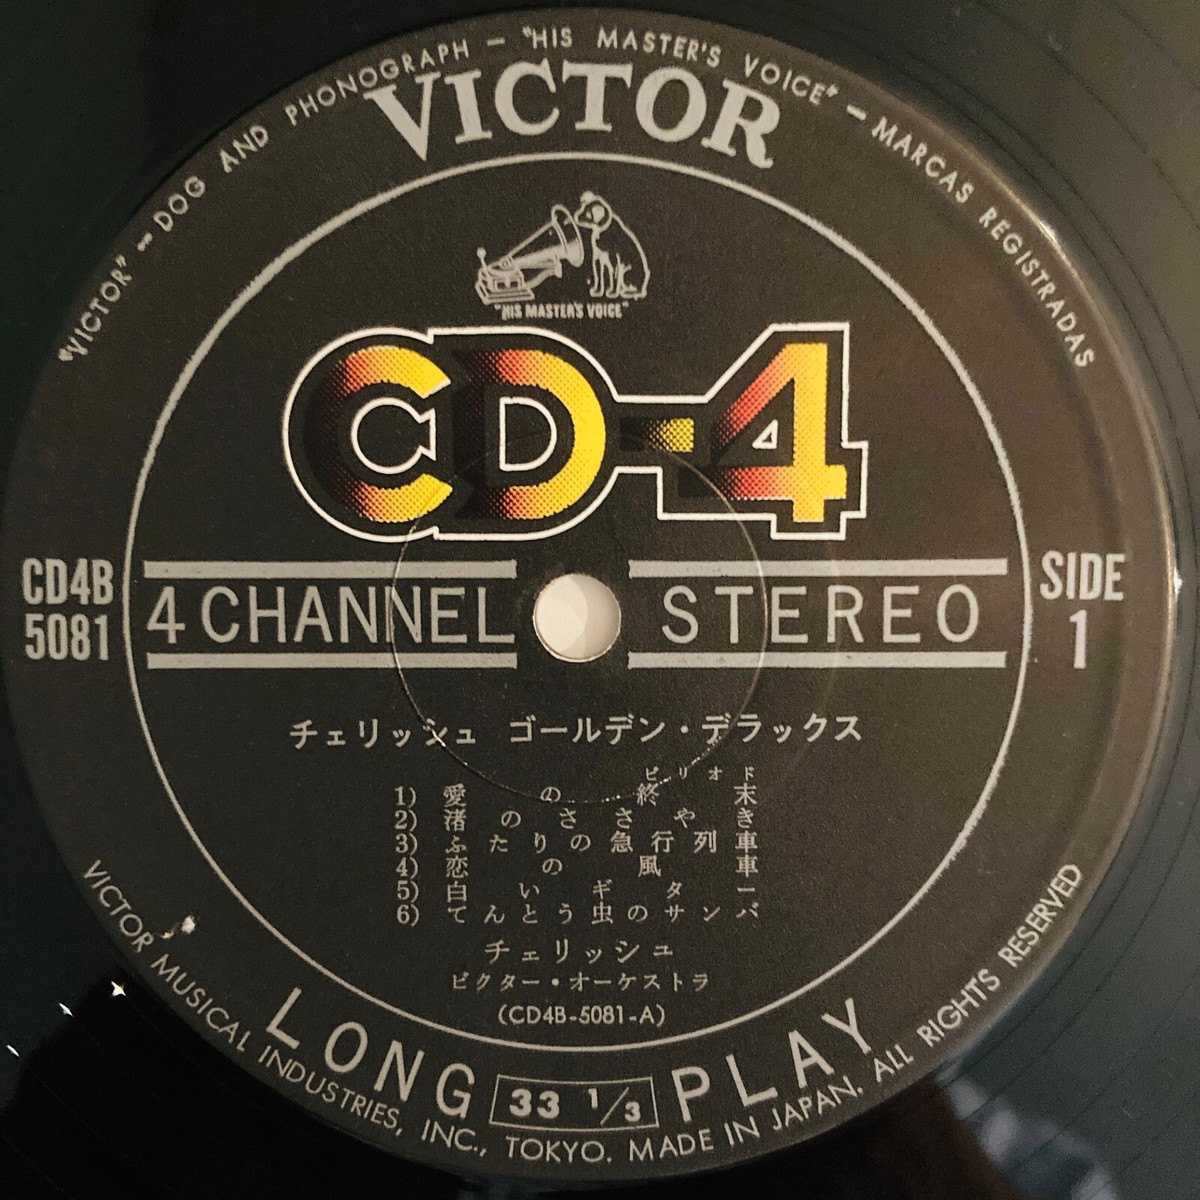 "VICTOR" — DOG AND PHONOGRAPH — "HIS MASTER'S VOICE" — MARCAS REGISTRADAS
VICTOR
"HIS MASTER'S VOICE"
CD-4
CD4B
5081
4 CHANNEL STEREO
SIDE
1
チェリッシュ ゴールデン・デラックス
ピリオド
1) 愛の終末
2) 渚のささやき
3) ふたりの急行列車
4) 恋の風車
5) 白いギター
6) てんとう虫のサンバ
チェリッシュ
ビクター・オーケストラ
(CD4B-5081-A)
LONG 33 1/3 PLAY
VICTOR MUSICAL INDUSTRIES, INC., TOKYO. MADE IN JAPAN. ALL RIGHTS RESERVED